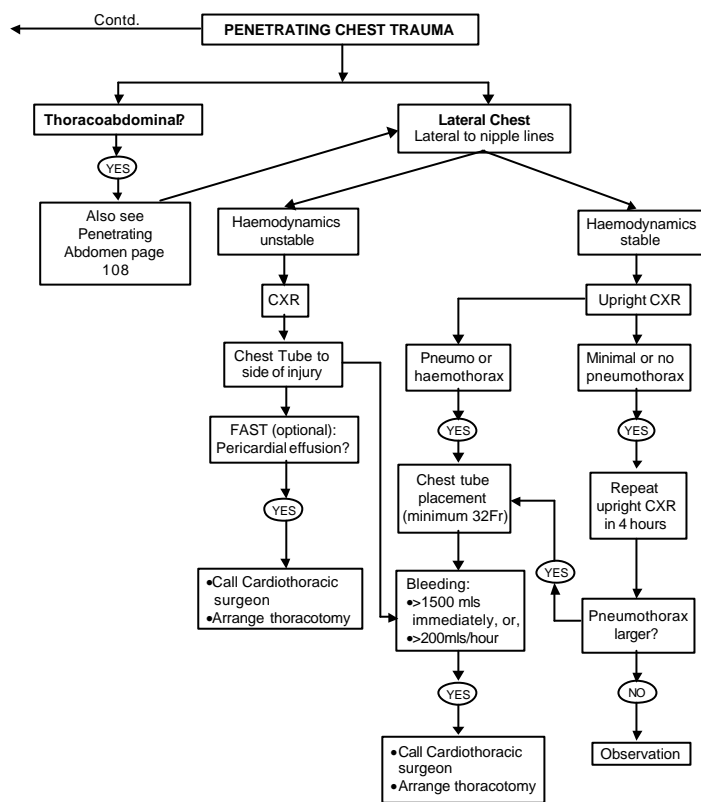 Contd.
PENETRATING CHEST TRAUMA
Thoracoabdominal?
Lateral Chest
Lateral to nipple lines
YES
Also see
Penetrating
Abdomen page
108
Haemodynamics
unstable
Haemodynamics
stable
CXR
Upright CXR
Chest Tube to
side of injury
Pneumo or
haemothorax
Minimal or no
pneumothorax
FAST (optional):
Pericardial effusion?
YES
YES
Chest tube
placement
(minimum 32Fr)
Repeat
upright CXR
in 4 hours
YES
YES
•Call Cardiothoracic
surgeon
•Arrange thoracotomy
Bleeding:
•>1500 mls
immediately, or,
•>200mls/hour
Pneumothorax
larger?
YES
NO
•Call Cardiothoracic
surgeon
•Arrange thoracotomy
Observation